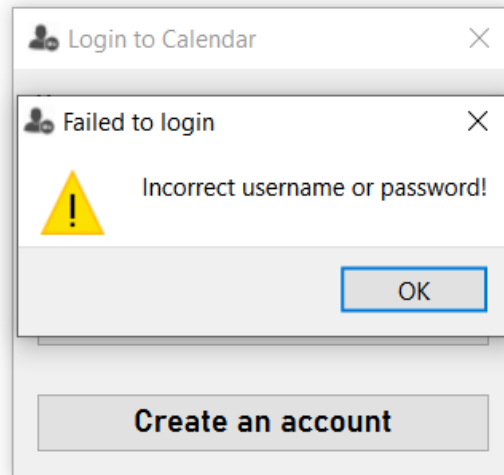 Login to Calendar
Failed to login
Incorrect username or password!
OK
Create an account